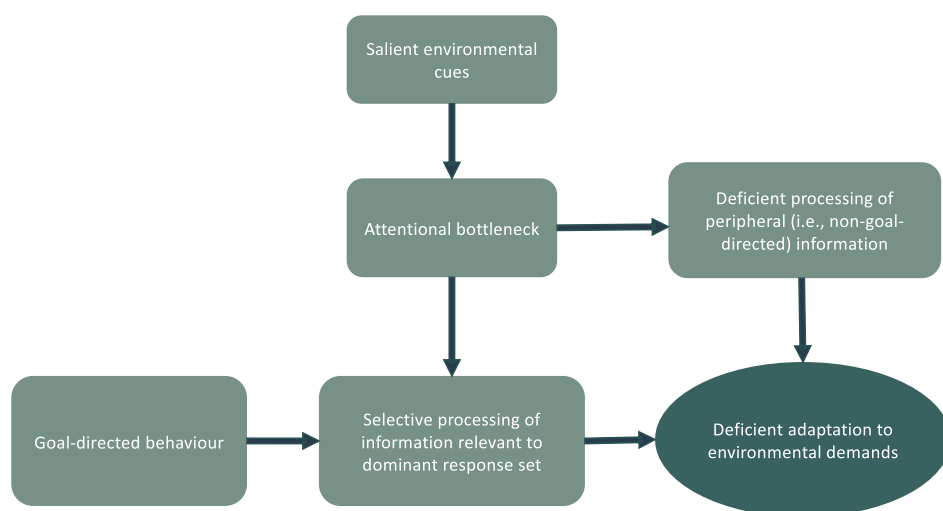 Salient environmental
cues
Attentional bottleneck
Deficient processing of
peripheral (i.e., non-goal-
directed) information
Goal-directed behaviour
Selective processing of
information relevant to
dominant response set
Deficient adaptation to
environmental demands